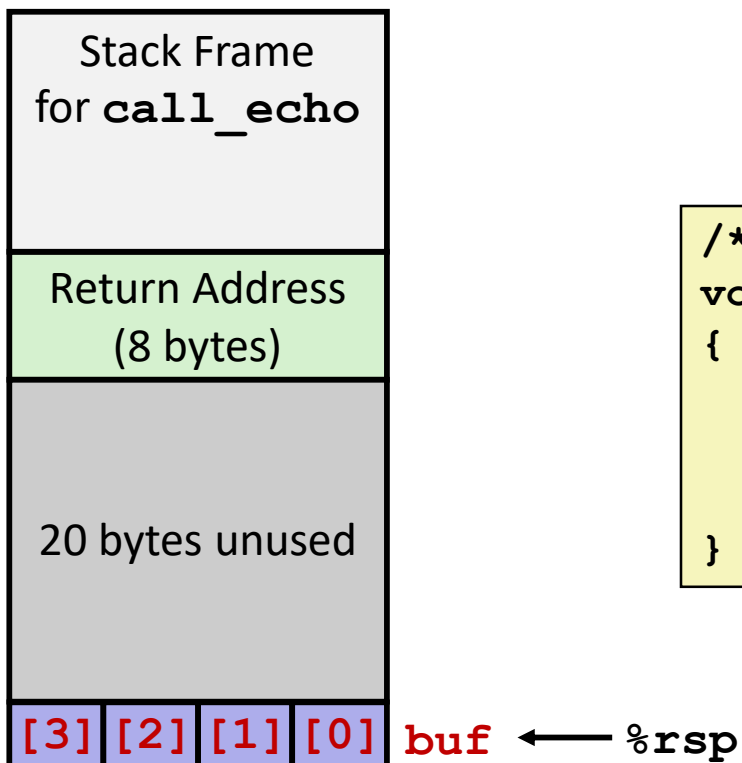 Stack Frame
for call_echo
Return Address
(8 bytes)
20 bytes unused
[3] [2] [1] [0] buf %rsp
/*
{
}